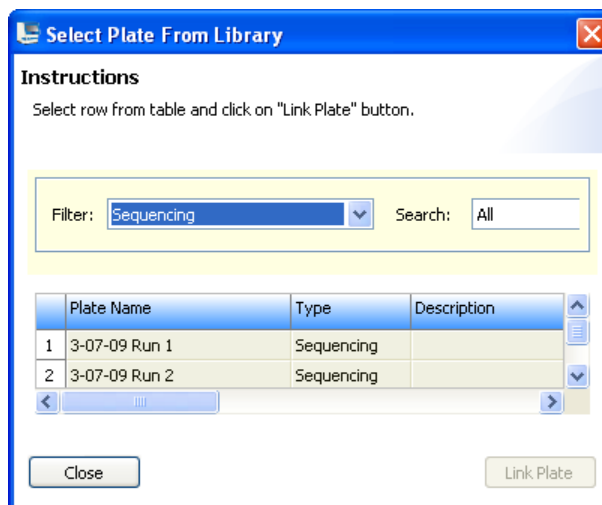 Select Plate From Library
Instructions
Select row from table and click on "Link Plate" button.
Filter: Sequencing Search: All
Plate Name Type Description
1 3-07-09 Run 1 Sequencing
2 3-07-09 Run 2 Sequencing
Close Link Plate